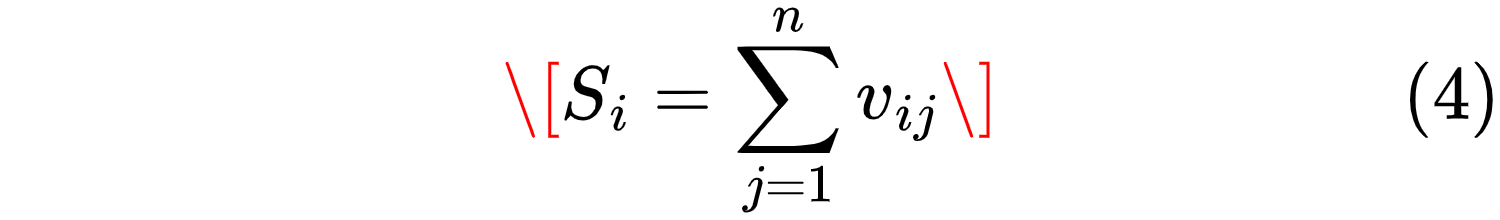 \[S_i = \sum_{j=1}^{n} v_{ij}\] (4)